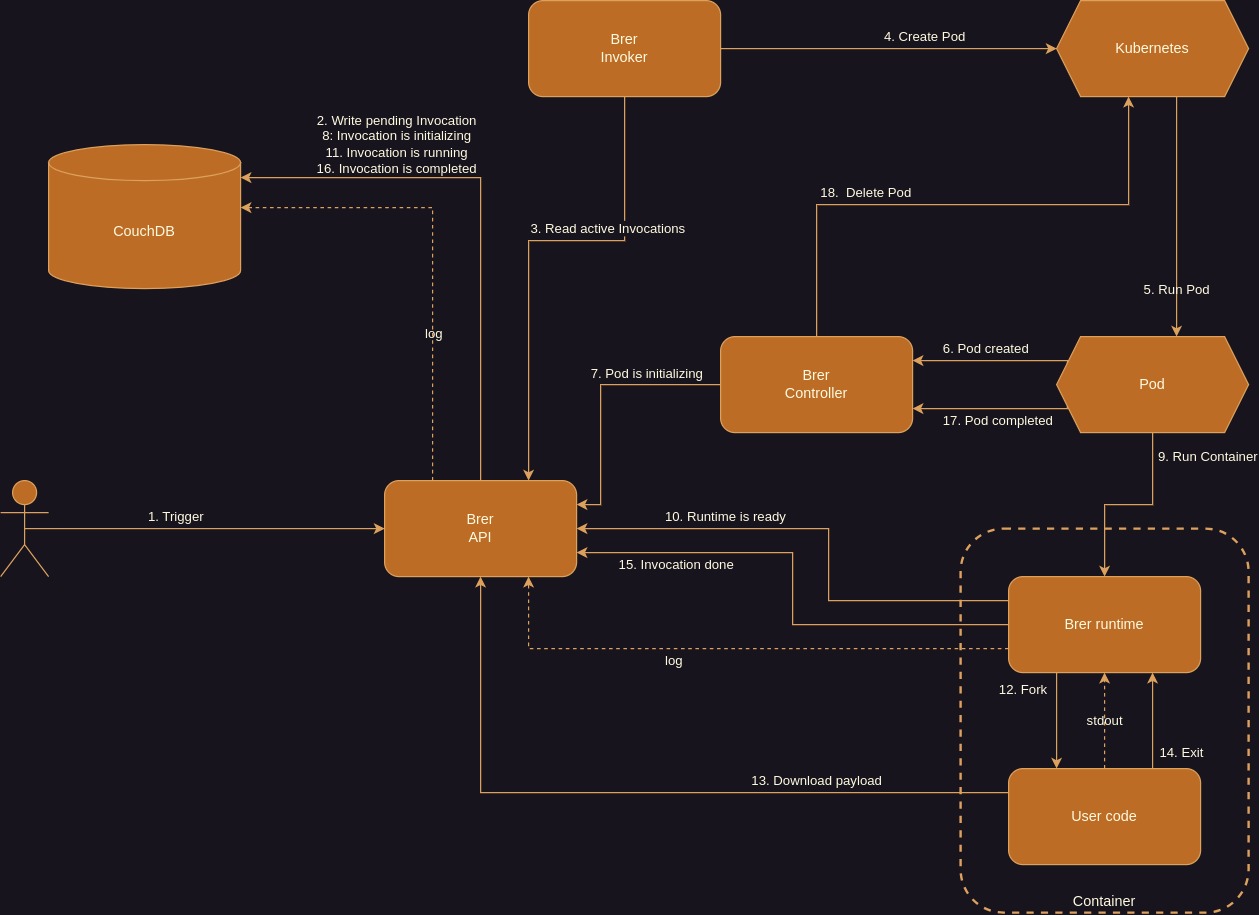 Brer
Invoker
4. Create Pod
Kubernetes
2. Write pending Invocation
8: Invocation is initializing
11. Invocation is running
16. Invocation is completed
CouchDB
18.  Delete Pod
3. Read active Invocations
5. Run Pod
log
6. Pod created
7. Pod is initializing
Brer
Controller
Pod
17. Pod completed
9. Run Container
1. Trigger
Brer
API
10. Runtime is ready
15. Invocation done
Brer runtime
log
12. Fork
stdout
14. Exit
13. Download payload
User code
Container